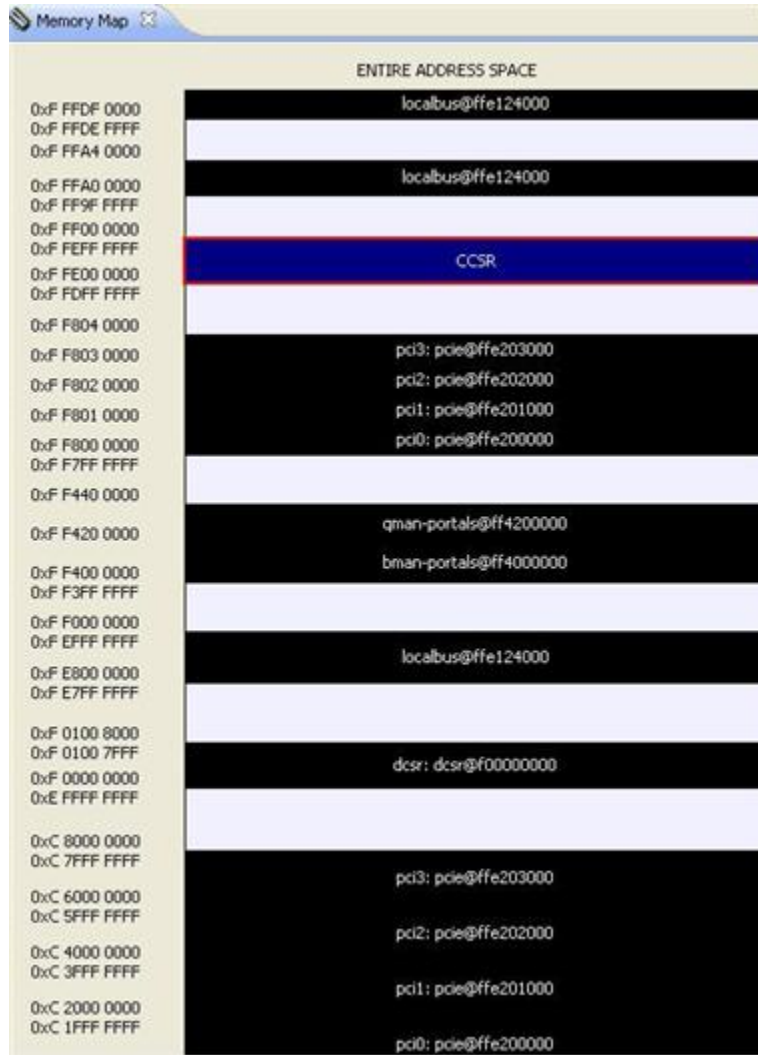 Memory Map
ENTIRE ADDRESS SPACE
0xF FFDF 0000
localbus@ffe124000
0xF FFDE FFFF
0xF FFA4 0000
0xF FFA0 0000
localbus@ffe124000
0xF FF9F FFFF
0xF FF00 0000
0xF FEFF FFFF
CCSR
0xF FE00 0000
0xF FDFF FFFF
0xF F804 0000
0xF F803 0000
pci3: pcie@ffe203000
0xF F802 0000
pci2: pcie@ffe202000
0xF F801 0000
pci1: pcie@ffe201000
0xF F800 0000
pci0: pcie@ffe200000
0xF F7FF FFFF
0xF F440 0000
0xF F420 0000
qman-portals@ff4200000
bman-portals@ff4000000
0xF F400 0000
0xF F3FF FFFF
0xF F000 0000
0xF EFFF FFFF
localbus@ffe124000
0xF E800 0000
0xF E7FF FFFF
0xF 0100 8000
0xF 0100 7FFF
dcsr: dcsr@f00000000
0xF 0000 0000
0xE FFFF FFFF
0xC 8000 0000
0xC 7FFF FFFF
pci3: pcie@ffe203000
0xC 6000 0000
0xC 5FFF FFFF
pci2: pcie@ffe202000
0xC 4000 0000
0xC 3FFF FFFF
pci1: pcie@ffe201000
0xC 2000 0000
0xC 1FFF FFFF
pci0: pcie@ffe200000